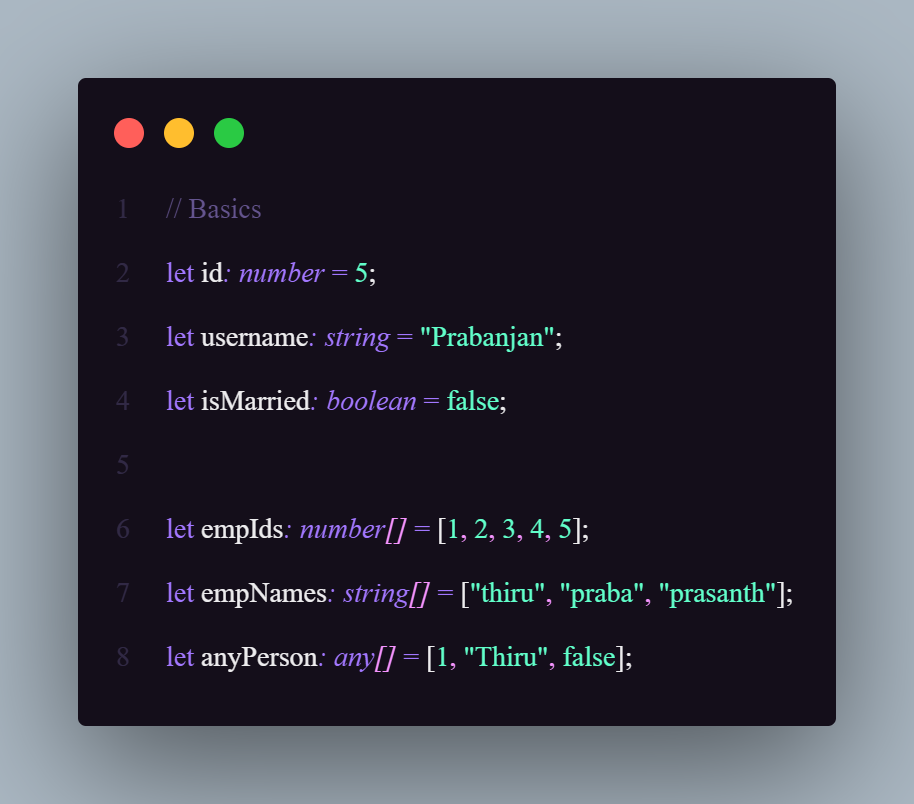 1 // Basics
2 let id: number = 5;
3 let username: string = "Prabanjan";
4 let isMarried: boolean = false;
5
6 let empIds: number[] = [1, 2, 3, 4, 5];
7 let empNames: string[] = ["thiru", "praba", "prasanth"];
8 let anyPerson: any[] = [1, "Thiru", false];